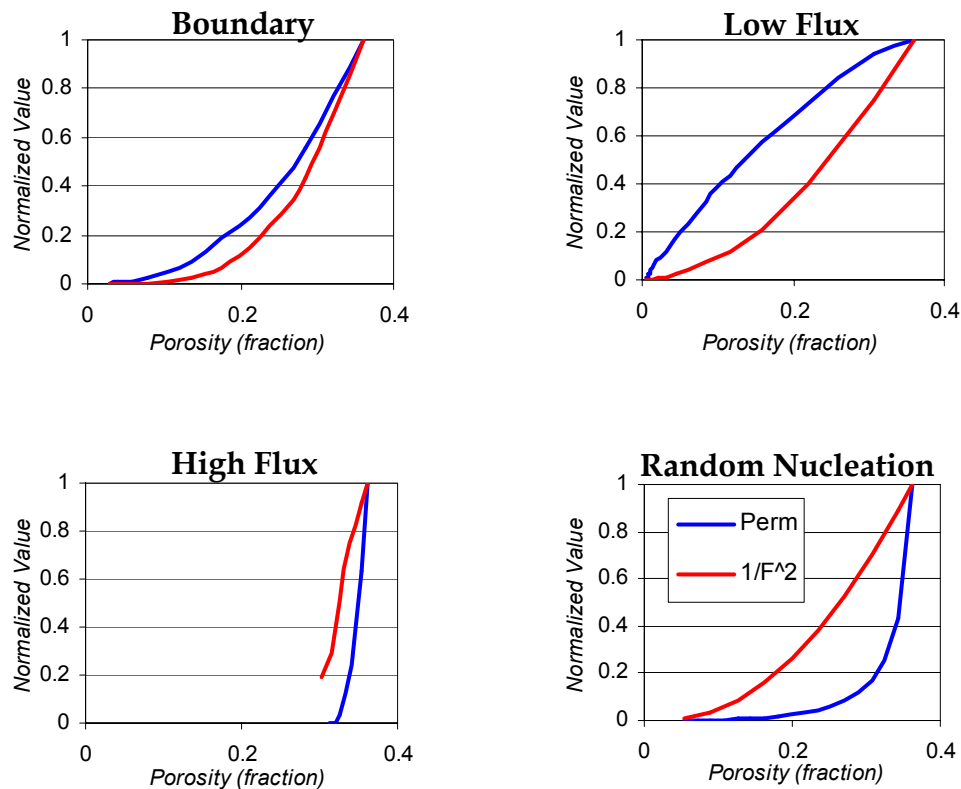 Boundary
Normalized Value
1
0.8
0.6
0.4
0.2
0
0
0.2
0.4
Porosity (fraction)
Low Flux
Normalized Value
1
0.8
0.6
0.4
0.2
0
0
0.2
0.4
Porosity (fraction)
High Flux
Normalized Value
1
0.8
0.6
0.4
0.2
0
0
0.2
0.4
Porosity (fraction)
Random Nucleation
Normalized Value
1
0.8
0.6
0.4
0.2
0
Perm
1/F^2
0
0.2
0.4
Porosity (fraction)